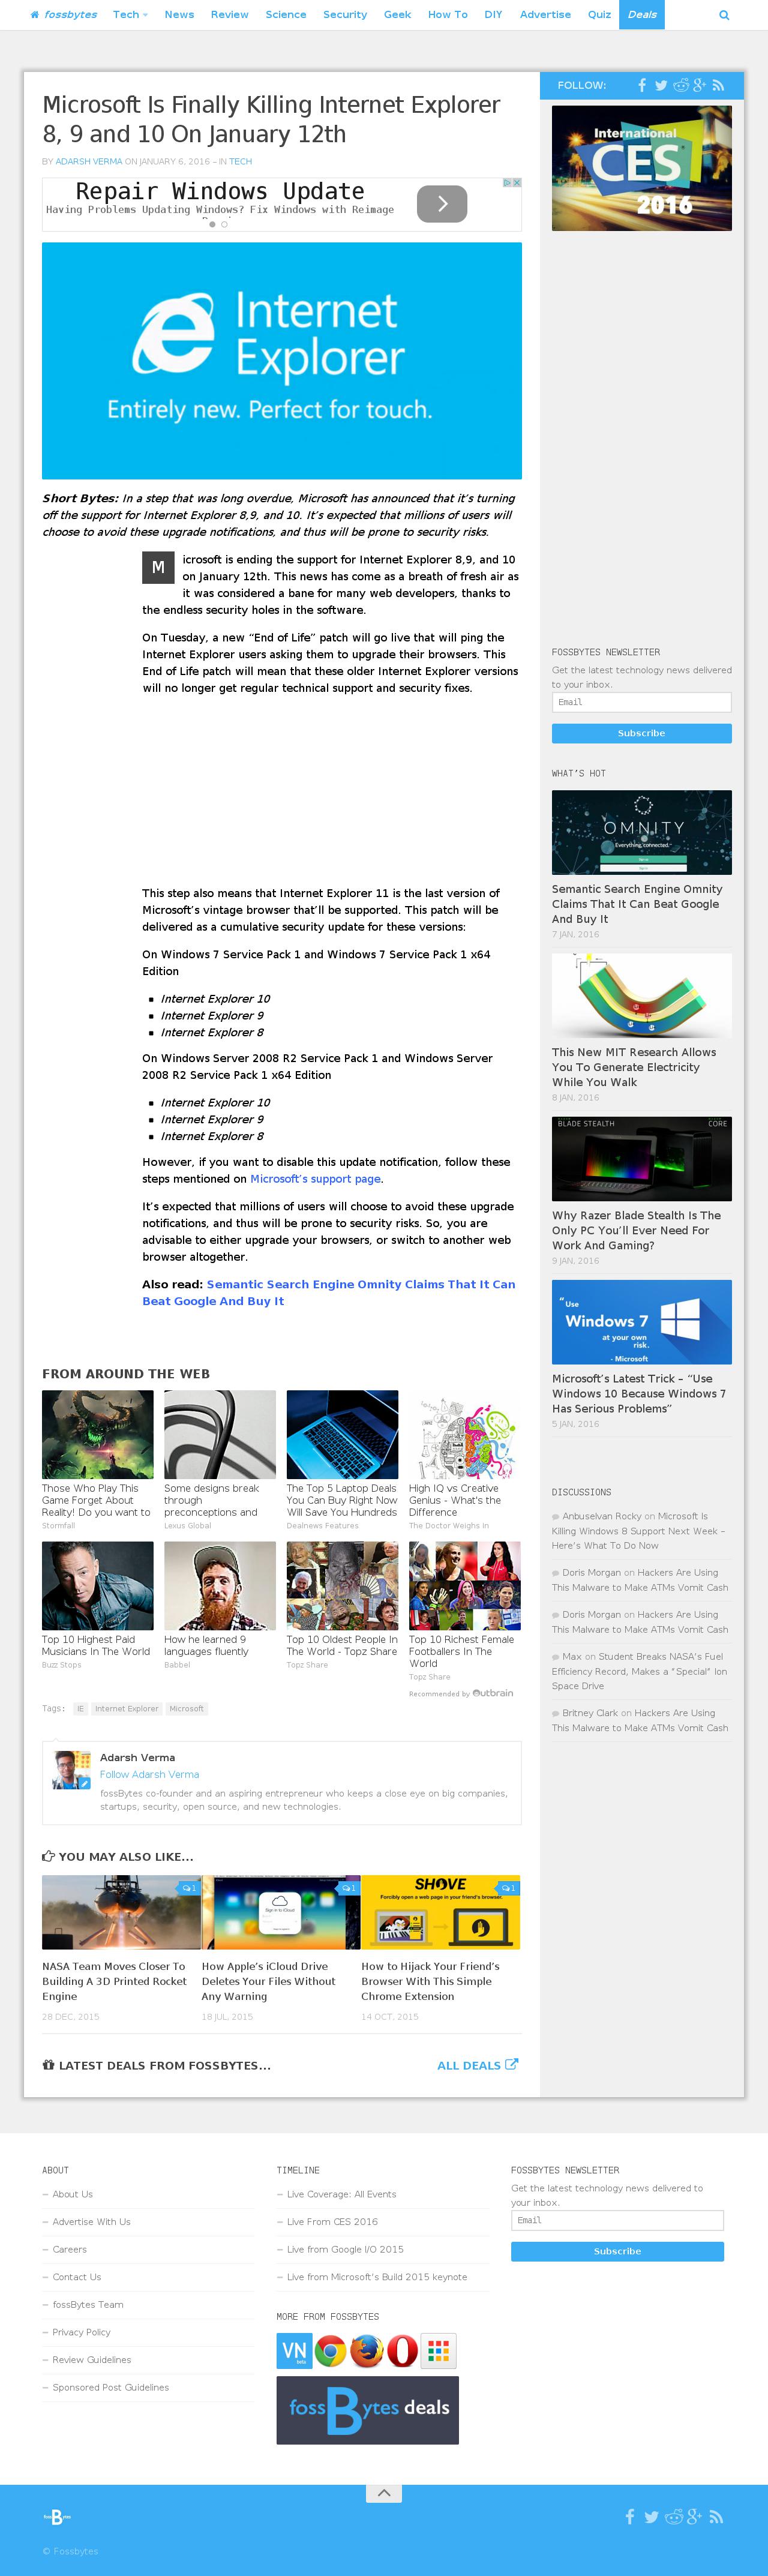 fossbytes Tech News Review Science Security Geek How To DIY Advertise Quiz Deals
Microsoft Is Finally Killing Internet Explorer
8, 9 and 10 On January 12th
BY ADARSH VERMA ON JANUARY 6, 2016 – IN TECH
Repair Windows Update
Having Problems Updating Windows? Fix Windows with Reimage
Internet
Explorer
Entirely new. Perfect for touch.
Short Bytes: In a step that was long overdue, Microsoft has announced that it’s turning
off the support for Internet Explorer 8,9, and 10. It’s expected that millions of users will
choose to avoid these upgrade notifications, and thus will be prone to security risks.
Microsoft is ending the support for Internet Explorer 8,9, and 10
on January 12th. This news has come as a breath of fresh air as
it was considered a bane for many web developers, thanks to
the endless security holes in the software.
On Tuesday, a new “End of Life” patch will go live that will ping the
Internet Explorer users asking them to upgrade their browsers. This
End of Life patch will mean that these older Internet Explorer versions
will no longer get regular technical support and security fixes.
This step also means that Internet Explorer 11 is the last version of
Microsoft’s vintage browser that’ll be supported. This patch will be
delivered as a cumulative security update for these versions:
On Windows 7 Service Pack 1 and Windows 7 Service Pack 1 x64
Edition
Internet Explorer 10
Internet Explorer 9
Internet Explorer 8
On Windows Server 2008 R2 Service Pack 1 and Windows Server
2008 R2 Service Pack 1 x64 Edition
Internet Explorer 10
Internet Explorer 9
Internet Explorer 8
However, if you want to disable this update notification, follow these
steps mentioned on Microsoft’s support page.
It’s expected that millions of users will choose to avoid these upgrade
notifications, and thus will be prone to security risks. So, you are
advisable to either upgrade your browsers, or switch to another web
browser altogether.
Also read: Semantic Search Engine Omnity Claims That It Can
Beat Google And Buy It
FROM AROUND THE WEB
Those Who Play This
Game Forget About
Reality! Do you want to
Stormfall
Some designs break
through
preconceptions and
Lexus Global
The Top 5 Laptop Deals
You Can Buy Right Now
Will Save You Hundreds
Dealnews Features
High IQ vs Creative
Genius - What's the
Difference
The Doctor Weighs In
Top 10 Highest Paid
Musicians In The World
Buzz Stops
How he learned 9
languages fluently
Babbel
Top 10 Oldest People In
The World - Topz Share
Topz Share
Top 10 Richest Female
Footballers In The
World
Topz Share
Recommended by Outbrain
Tags: IE Internet Explorer Microsoft
Adarsh Verma
Follow Adarsh Verma
fossBytes co-founder and an aspiring entrepreneur who keeps a close eye on big companies,
startups, security, open source, and new technologies.
YOU MAY ALSO LIKE...
1
NASA Team Moves Closer To
Building A 3D Printed Rocket
Engine
28 DEC, 2015
1
Sign in to iCloud
How Apple’s iCloud Drive
Deletes Your Files Without
Any Warning
18 JUL, 2015
1
SHOVE
Forcibly open a web page in your friend's browser.
How to Hijack Your Friend’s
Browser With This Simple
Chrome Extension
14 OCT, 2015
LATEST DEALS FROM FOSSBYTES...
ALL DEALS
FOLLOW:
International
CES
2016
FOSSBYTES NEWSLETTER
Get the latest technology news delivered
to your inbox.
Email
Subscribe
WHAT’S HOT
OMNITY
Everything, connected.
Semantic Search Engine Omnity
Claims That It Can Beat Google
And Buy It
7 JAN, 2016
This New MIT Research Allows
You To Generate Electricity
While You Walk
8 JAN, 2016
BLADE STEALTH
CORE
Why Razer Blade Stealth Is The
Only PC You’ll Ever Need For
Work And Gaming?
9 JAN, 2016
“Use
Windows 7
at your own
risk.
- Microsoft
Microsoft’s Latest Trick – “Use
Windows 10 Because Windows 7
Has Serious Problems”
5 JAN, 2016
DISCUSSIONS
Anbuselvan Rocky on Microsoft Is
Killing Windows 8 Support Next Week –
Here’s What To Do Now
Doris Morgan on Hackers Are Using
This Malware to Make ATMs Vomit Cash
Doris Morgan on Hackers Are Using
This Malware to Make ATMs Vomit Cash
Max on Student Breaks NASA’s Fuel
Efficiency Record, Makes a “Special” Ion
Space Drive
Britney Clark on Hackers Are Using
This Malware to Make ATMs Vomit Cash
ABOUT
About Us
Advertise With Us
Careers
Contact Us
fossBytes Team
Privacy Policy
Review Guidelines
Sponsored Post Guidelines
TIMELINE
Live Coverage: All Events
Live From CES 2016
Live from Google I/O 2015
Live from Microsoft’s Build 2015 keynote
MORE FROM FOSSBYTES
VN
beta
fossBytes deals
FOSSBYTES NEWSLETTER
Get the latest technology news delivered to
your inbox.
Email
Subscribe
fossBytes
© Fossbytes